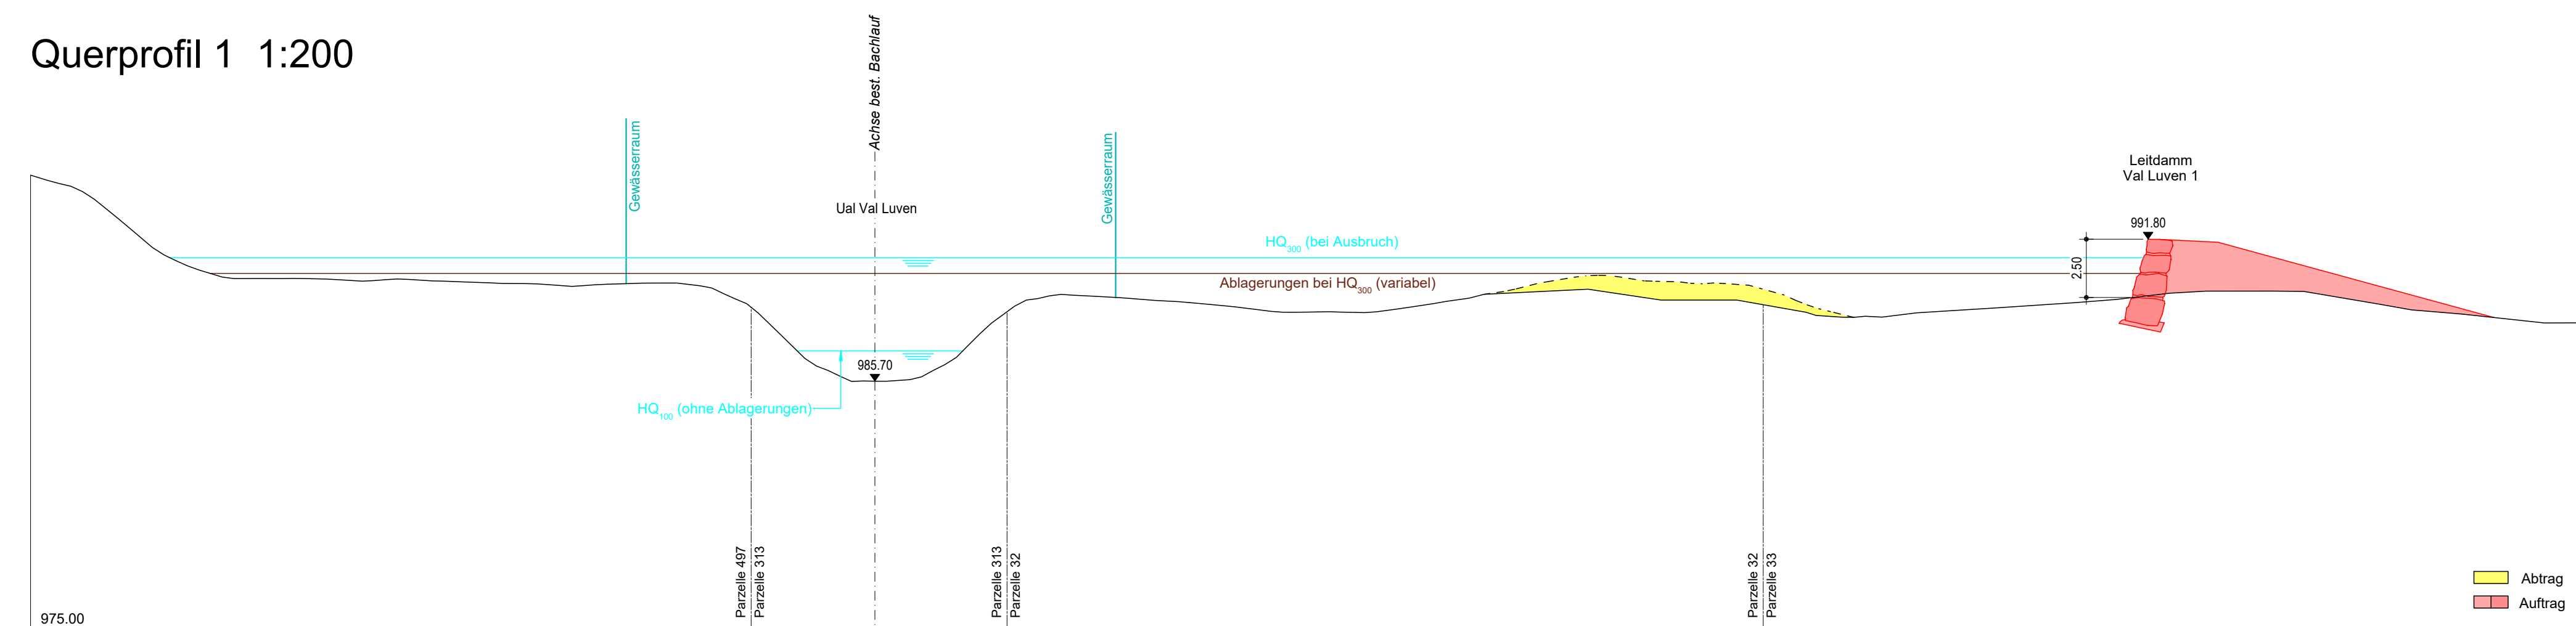 Querprofil 1 1:200
Achse best. Bachlauf
Gewässerraum
Gewässerraum
Ual Val Luven
Leitdamm
Val Luven 1
991.80
2.50
HQ300 (bei Ausbruch)
Ablagerungen bei HQ300 (variabel)
985.70
HQ100 (ohne Ablagerungen)
Parzelle 497
Parzelle 313
Parzelle 313
Parzelle 32
Parzelle 32
Parzelle 33
Abtrag
Auftrag
975.00